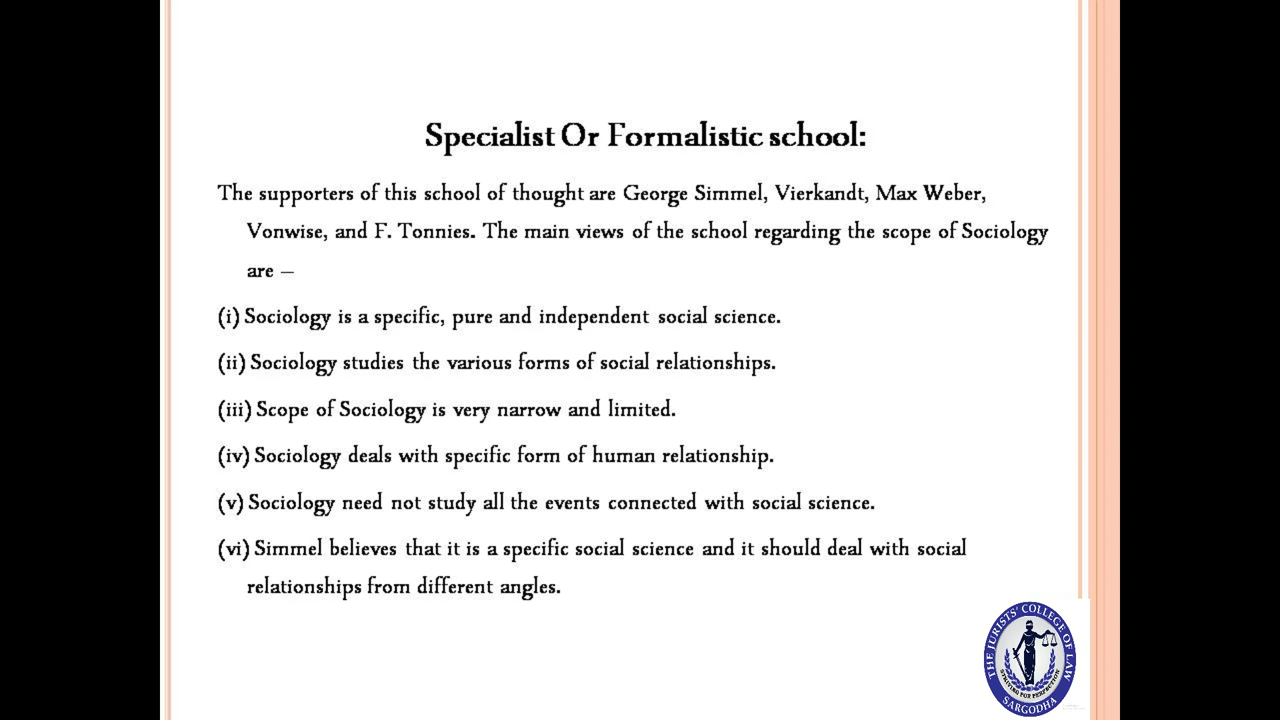 Specialist Or Formalistic school:
The supporters of this school of thought are George Simmel, Vierkandt, Max Weber,
Vonwise, and F. Tonnies. The main views of the school regarding the scope of Sociology
are –
(i) Sociology is a specific, pure and independent social science.
(ii) Sociology studies the various forms of social relationships.
(iii) Scope of Sociology is very narrow and limited.
(iv) Sociology deals with specific form of human relationship.
(v) Sociology need not study all the events connected with social science.
(vi) Simmel believes that it is a specific social science and it should deal with social
relationships from different angles.
THE JURISTS' COLLEGE OF LAW
STRIVING FOR PERFECTION
SARGODHA